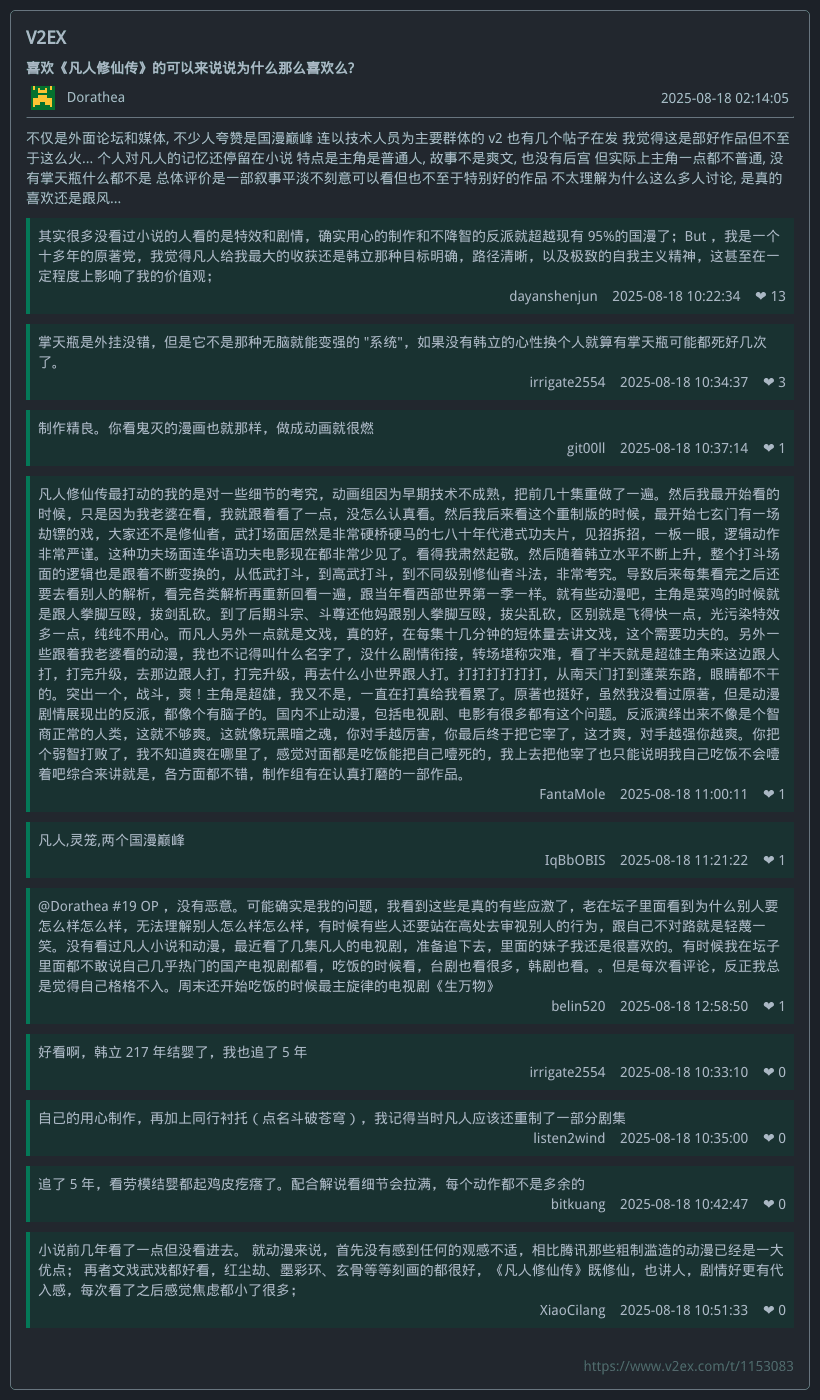 V2EX
喜欢《凡人修仙传》的可以来说说为什么那么喜欢么?
Dorathea 2025-08-18 02:14:05
不仅是外面论坛和媒体, 不少人夸赞是国漫巅峰 连以技术人员为主要群体的 v2 也有几个帖子在发 我觉得这是部好作品但不至
于这么火... 个人对凡人的记忆还停留在小说 特点是主角是普通人, 故事不是爽文, 也没有后宫 但实际上主角一点都不普通, 没
有掌天瓶什么都不是 总体评价是一部叙事平淡不刻意可以看但也不至于特别好的作品 不太理解为什么这么多人讨论, 是真的
喜欢还是跟风...
其实很多没看过小说的人看的是特效和剧情，确实用心的制作和不降智的反派就超越现有 95%的国漫了；But ，我是一个
十多年的原著党，我觉得凡人给我最大的收获还是韩立那种目标明确，路径清晰，以及极致的自我主义精神，这甚至在一
定程度上影响了我的价值观；
dayanshenjun 2025-08-18 10:22:34 ❤ 13
掌天瓶是外挂没错，但是它不是那种无脑就能变强的 "系统"，如果没有韩立的心性换个人就算有掌天瓶可能都死好几次
了。
irrigate2554 2025-08-18 10:34:37 ❤ 3
制作精良。你看鬼灭的漫画也就那样，做成动画就很燃
git00ll 2025-08-18 10:37:14 ❤ 1
凡人修仙传最打动的我的是对一些细节的考究，动画组因为早期技术不成熟，把前几十集重做了一遍。然后我最开始看的
时候，只是因为我老婆在看，我就跟着看了一点，没怎么认真看。然后我后来看这个重制版的时候，最开始七玄门有一场
劫镖的戏，大家还不是修仙者，武打场面居然是非常硬桥硬马的七八十年代港式功夫片，见招拆招，一板一眼，逻辑动作
非常严谨。这种功夫场面连华语功夫电影现在都非常少见了。看得我肃然起敬。然后随着韩立水平不断上升，整个打斗场
面的逻辑也是跟着不断变换的，从低武打斗，到高武打斗，到不同级别修仙者斗法，非常考究。导致后来每集看完之后还
要去看别人的解析，看完各类解析再重新回看一遍，跟当年看西部世界第一季一样。就有些动漫吧，主角是菜鸡的时候就
是跟人拳脚互殴，拔剑乱砍。到了后期斗宗、斗尊还他妈跟别人拳脚互殴，拔尖乱砍，区别就是飞得快一点，光污染特效
多一点，纯纯不用心。而凡人另外一点就是文戏，真的好，在每集十几分钟的短体量去讲文戏，这个需要功夫的。另外一
些跟着我老婆看的动漫，我也不记得叫什么名字了，没什么剧情衔接，转场堪称灾难，看了半天就是超雄主角来这边跟人
打，打完升级，去那边跟人打，打完升级，再去什么小世界跟人打。打打打打打打，从南天门打到蓬莱东路，眼睛都不干
的。突出一个，战斗，爽！主角是超雄，我又不是，一直在打真给我看累了。原著也挺好，虽然我没看过原著，但是动漫
剧情展现出的反派，都像个有脑子的。国内不止动漫，包括电视剧、电影有很多都有这个问题。反派演绎出来不像是个智
商正常的人类，这就不够爽。这就像玩黑暗之魂，你对手越厉害，你最后终于把它宰了，这才爽，对手越强你越爽。你把
个弱智打败了，我不知道爽在哪里了，感觉对面都是吃饭能把自己噎死的，我上去把他宰了也只能说明我自己吃饭不会噎
着吧综合来讲就是，各方面都不错，制作组有在认真打磨的一部作品。
FantaMole 2025-08-18 11:00:11 ❤ 1
凡人,灵笼,两个国漫巅峰
IqBbOBIS 2025-08-18 11:21:22 ❤ 1
@Dorathea #19 OP ，没有恶意。可能确实是我的问题，我看到这些是真的有些应激了，老在坛子里面看到为什么别人要
怎么样怎么样，无法理解别人怎么样怎么样，有时候有些人还要站在高处去审视别人的行为，跟自己不对路就是轻蔑一
笑。没有看过凡人小说和动漫，最近看了几集凡人的电视剧，准备追下去，里面的妹子我还是很喜欢的。有时候我在坛子
里面都不敢说自己几乎热门的国产电视剧都看，吃饭的时候看，台剧也看很多，韩剧也看。。但是每次看评论，反正我总
是觉得自己格格不入。周末还开始吃饭的时候最主旋律的电视剧《生万物》
belin520 2025-08-18 12:58:50 ❤ 1
好看啊，韩立 217 年结婴了，我也追了 5 年
irrigate2554 2025-08-18 10:33:10 ❤ 0
自己的用心制作，再加上同行衬托（点名斗破苍穹），我记得当时凡人应该还重制了一部分剧集
listen2wind 2025-08-18 10:35:00 ❤ 0
追了 5 年，看劳模结婴都起鸡皮疙瘩了。配合解说看细节会拉满，每个动作都不是多余的
bitkuang 2025-08-18 10:42:47 ❤ 0
小说前几年看了一点但没看进去。 就动漫来说，首先没有感到任何的观感不适，相比腾讯那些粗制滥造的动漫已经是一大
优点； 再者文戏武戏都好看，红尘劫、墨彩环、玄骨等等刻画的都很好，《凡人修仙传》既修仙，也讲人，剧情好更有代
入感，每次看了之后感觉焦虑都小了很多；
XiaoCilang 2025-08-18 10:51:33 ❤ 0
https://www.v2ex.com/t/1153083